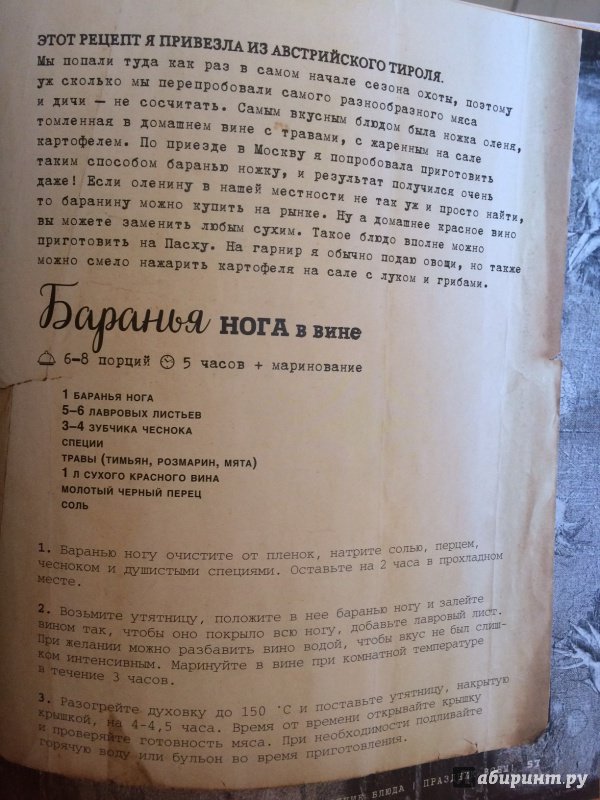 ЭТОТ РЕЦЕПТ Я ПРИВЕЗЛА ИЗ АВСТРИЙСКОГО ТИРОЛЯ.
Мы попали туда как раз в самом начале сезона охоты, поэтому
уж сколько мы перепробовали самого разнообразного мяса
и дичи — не сосчитать. Самым вкусным блюдом была ножка оленя,
томленная в домашнем вине с травами, с жаренным на сале
картофелем. По приезде в Москву я попробовала приготовить
таким способом баранью ножку, и результат получился очень
даже! Если оленину в нашей местности не так уж и просто найти,
то баранину можно купить на рынке. Ну а домашнее красное вино
вы можете заменить любым сухим. Такое блюдо вполне можно
приготовить на Пасху. На гарнир я обычно подаю овощи, но также
можно смело нажарить картофеля на сале с луком и грибами.
Баранья НОГА в вине
6–8 порций 5 часов + маринование
1 БАРАНЬЯ НОГА
5–6 ЛАВРОВЫХ ЛИСТЬЕВ
3–4 ЗУБЧИКА ЧЕСНОКА
СПЕЦИИ
ТРАВЫ (ТИМЬЯН, РОЗМАРИН, МЯТА)
1 Л СУХОГО КРАСНОГО ВИНА
МОЛОТЫЙ ЧЕРНЫЙ ПЕРЕЦ
СОЛЬ
1. Баранью ногу очистите от пленок, натрите солью, перцем,
чесноком и душистыми специями. Оставьте на 2 часа в прохладном
месте.
2. Возьмите утятницу, положите в нее баранью ногу и залейте
вином так, чтобы оно покрыло всю ногу, добавьте лавровый лист.
При желании можно разбавить вино водой, чтобы вкус не был слиш-
ком интенсивным. Маринуйте в вине при комнатной температуре
в течение 3 часов.
3. Разогрейте духовку до 150 °С и поставьте утятницу, накрытую
крышкой, на 4–4,5 часа. Время от времени открывайте крышку
и проверяйте готовность мяса. При необходимости подливайте
горячую воду или бульон во время приготовления.
БЛЮДА 57
абиринт.ру